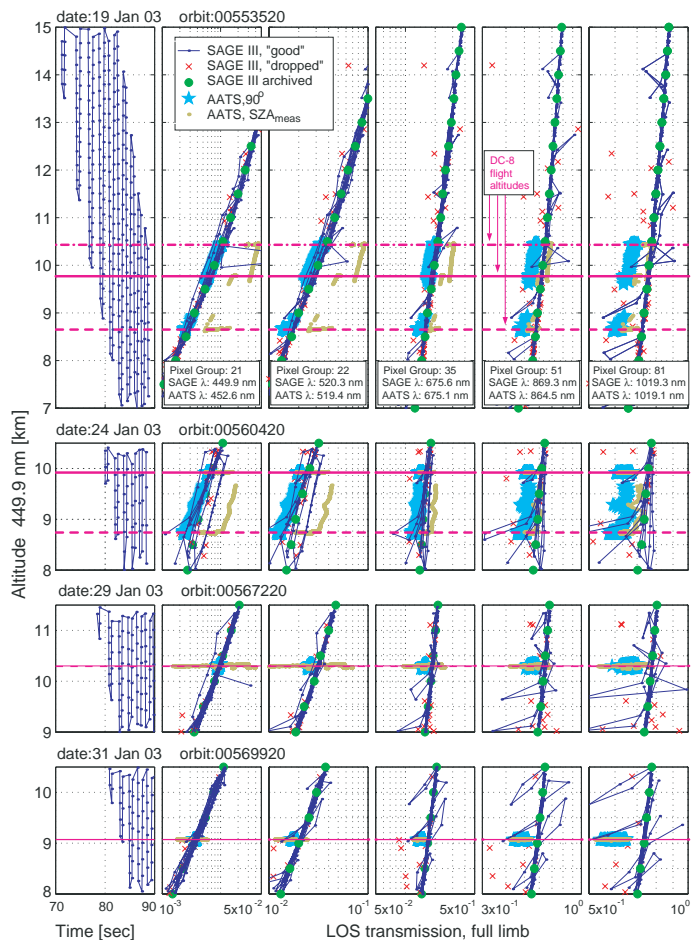 date:19 Jan 03 orbit:00553520
15
14
13
12
11
10
9
8
7
SAGE III, "good"
SAGE III, "dropped"
SAGE III archived
AATS,90°
AATS, SZAmeas
DC-8
flight
altitudes
Pixel Group: 21
SAGE λ: 449.9 nm
AATS λ: 452.6 nm
Pixel Group: 22
SAGE λ: 520.3 nm
AATS λ: 519.4 nm
Pixel Group: 35
SAGE λ: 675.6 nm
AATS λ: 675.1 nm
Pixel Group: 51
SAGE λ: 869.3 nm
AATS λ: 864.5 nm
Pixel Group: 81
SAGE λ: 1019.3 nm
AATS λ: 1019.1 nm
Altitude 449.9 nm [km]
date:24 Jan 03 orbit:00560420
10
9
8
date:29 Jan 03 orbit:00567220
11
10
9
date:31 Jan 03 orbit:00569920
10
9
8
70 80 90 10⁻³ 5x10⁻² 10⁻² 10⁻¹ 5x10⁻² 5x10⁻¹ 3x10⁻¹ 10⁰ 5x10⁻¹ 10⁰
Time [sec] LOS transmission, full limb